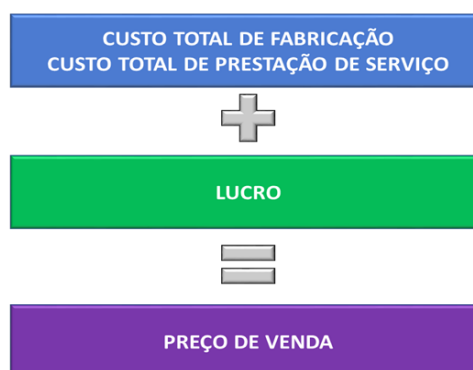 CUSTO TOTAL DE FABRICAÇÃO
CUSTO TOTAL DE PRESTAÇÃO DE SERVIÇO
LUCRO
PREÇO DE VENDA